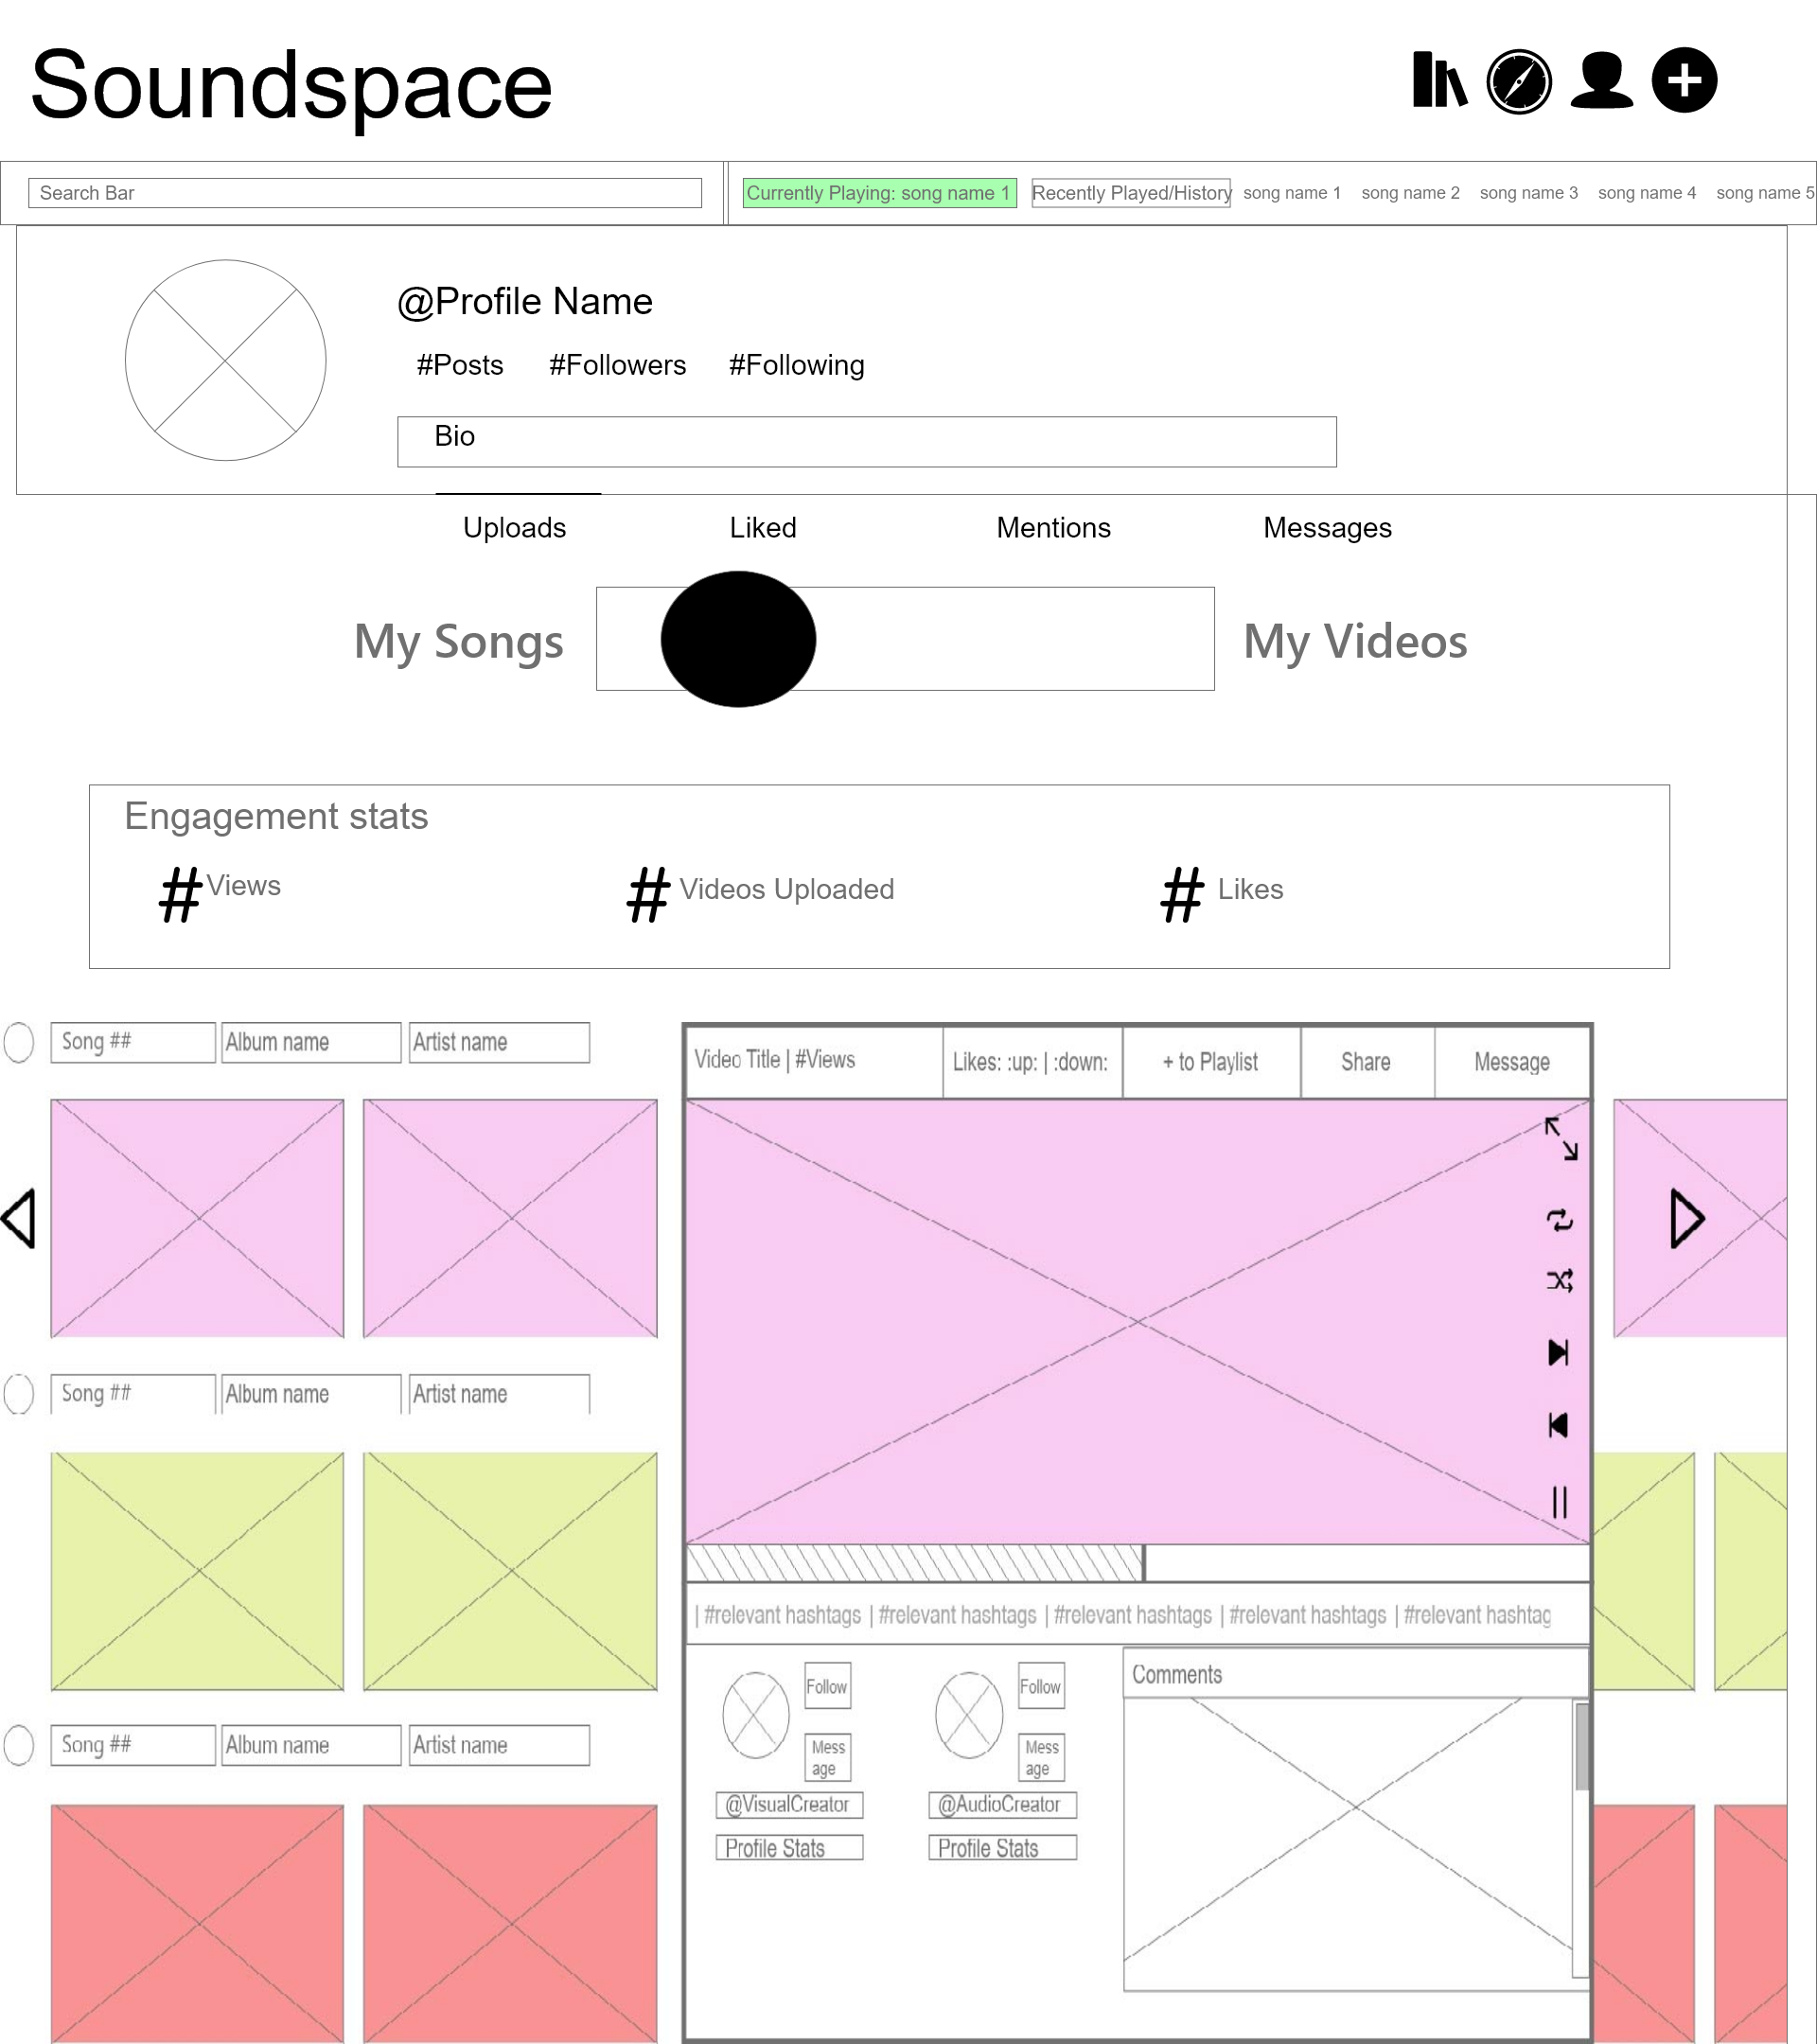 Soundspace
Search Bar
Currently Playing: song name 1
Recently Played/History
song name 1
song name 2
song name 3
song name 4
song name 5
@Profile Name
#Posts
#Followers
#Following
Bio
Uploads
Liked
Mentions
Messages
My Songs
My Videos
Engagement stats
# Views
# Videos Uploaded
# Likes
Song ##
Album name
Artist name
Video Title | #Views
Likes: :up: | :down:
+ to Playlist
Share
Message
Song ##
Album name
Artist name
| #relevant hashtags | #relevant hashtags | #relevant hashtags | #relevant hashtags | #relevant hashtag
Follow
Mess
age
@VisualCreator
Profile Stats
Follow
Mess
age
@AudioCreator
Profile Stats
Comments
Song ##
Album name
Artist name